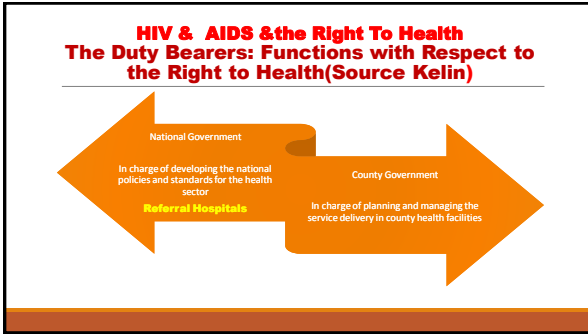 HIV & AIDS &the Right To Health
The Duty Bearers: Functions with Respect to
the Right to Health(Source Kelin)
National Government
In charge of developing the national
policies and standards for the health
sector
Referral Hospitals
County Government
In charge of planning and managing the
service delivery in county health facilities